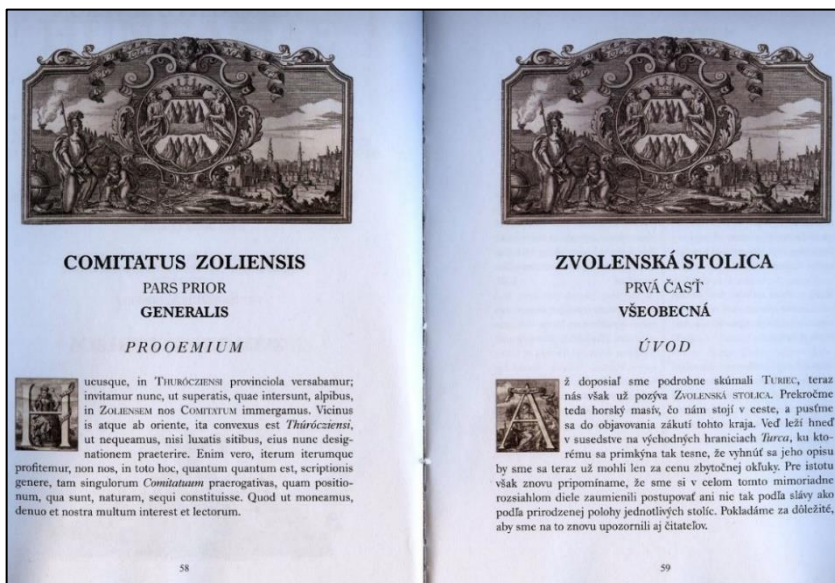 COMITATUS ZOLIENSIS
PARS PRIOR
GENERALIS
PROOEMIUM
Hucusque, in THURÓCZIENSI provinciola versabamur;
invitamur nunc, ut superatis, quae intersunt, alpibus,
in ZOLIENSEM nos COMITATUM immergamus. Vicinus
is atque ab oriente, ita convexus est Thúrócziensi,
ut nequeamus, nisi luxatis sitibus, eius nunc desig-
nationem praeterire. Enim vero, iterum iterumque
profitemur, non nos, in toto hoc, quantum quantum est, scriptionis
genere, tam singulorum Comitatuum praerogativas, quam positio-
num, qua sunt, naturam, sequi constituisse. Quod ut moneamus,
denuo et nostra multum interest et lectorum.
58
ZVOLENSKÁ STOLICA
PRVÁ ČASŤ
VŠEOBECNÁ
ÚVOD
Až doposiaľ sme podrobne skúmali TURIEC, teraz
nás však už pozýva ZVOLENSKÁ STOLICA. Prekročme
teda horský masív, čo nám stojí v ceste, a pusťme
sa do objavovania zákutí tohto kraja. Veď leží hneď
v susedstve na východných hraniciach Turca, ku kto-
rému sa primkýna tak tesne, že vyhnúť sa jeho opisu
by sme sa teraz už mohli len za cenu zbytočnej okľuky. Pre istotu
však znovu pripomíname, že sme si v celom tomto mimoriadne
rozsiahlom diele zaumienili postupovať ani nie tak podľa slávy ako
podľa prirodzenej polohy jednotlivých stolíc. Pokladáme za dôležité,
aby sme na to znovu upozornili aj čitateľov.
59